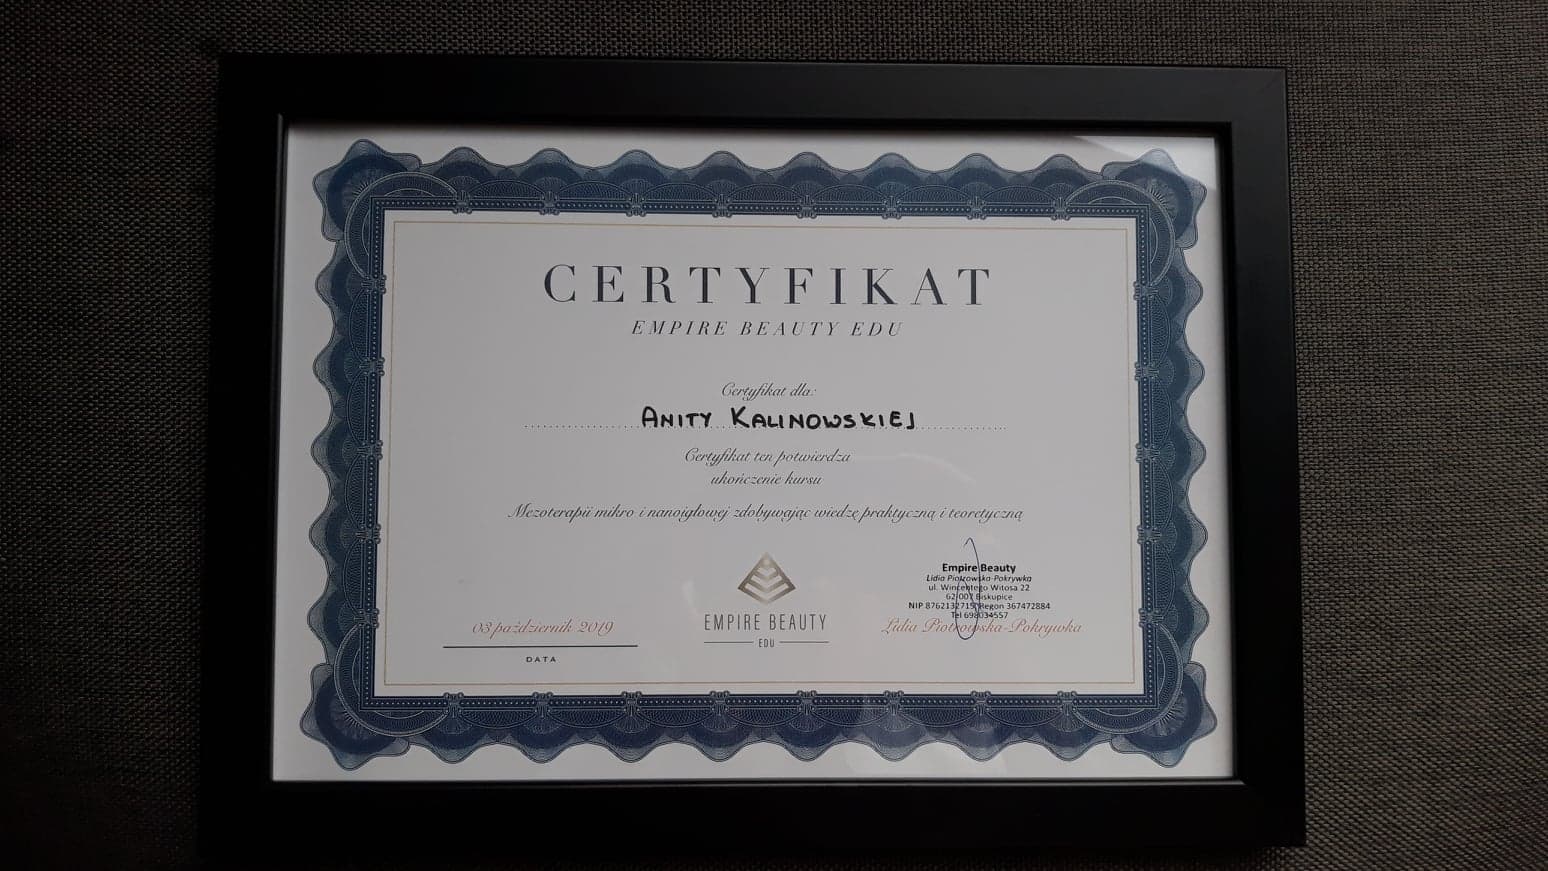 CERTYFIKAT
EMPIRE BEAUTY EDU
Certyfikat dla:
ANITY KALINOWSKIEJ
Certyfikat ten potwierdza
ukończenie kursu
Mezoterapii mikro i nanoigłowej zdobywając wiedzę praktyczną i teoretyczną
03 październik 2019
DATA
EMPIRE BEAUTY
EDU
Empire Beauty
Lidia Piotrowska-Pokrywka
ul. Wincentego Witosa 22
62-007 Biskupice
NIP 8762132715 Regon 367472884
Tel 698034557
Lidia Piotrowska-Pokrywka